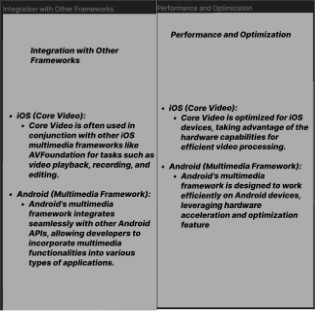 Integration with Other Frameworks
Integration with Other
Frameworks
• iOS (Core Video):
• Core Video is often used in
conjunction with other iOS
multimedia frameworks like
AVFoundation for tasks such as
video playback, recording, and
editing.
• Android (Multimedia Framework):
• Android's multimedia
framework integrates
seamlessly with other Android
APIs, allowing developers to
incorporate multimedia
functionalities into various
types of applications.
Performance and Optimization
Performance and Optimization
• iOS (Core Video):
• Core Video is optimized for iOS
devices, taking advantage of the
hardware capabilities for
efficient video processing.
• Android (Multimedia Framework):
• Android's multimedia
framework is designed to work
efficiently on Android devices,
leveraging hardware
acceleration and optimization
feature